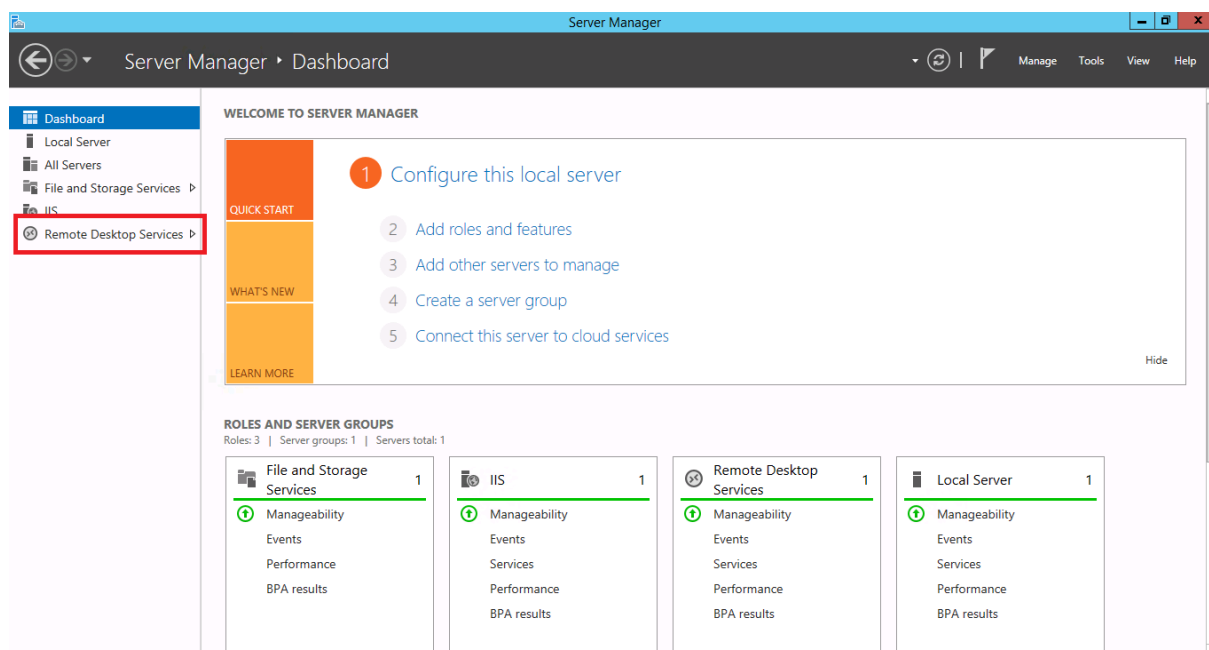 Server Manager
Server Manager • Dashboard
Manage Tools View Help
Dashboard
Local Server
All Servers
File and Storage Services
IIS
Remote Desktop Services
WELCOME TO SERVER MANAGER
QUICK START
WHAT'S NEW
LEARN MORE
1 Configure this local server
2 Add roles and features
3 Add other servers to manage
4 Create a server group
5 Connect this server to cloud services
Hide
ROLES AND SERVER GROUPS
Roles: 3 | Server groups: 1 | Servers total: 1
File and Storage
Services 1
Manageability
Events
Performance
BPA results
IIS 1
Manageability
Events
Services
Performance
BPA results
Remote Desktop
Services 1
Manageability
Events
Services
Performance
BPA results
Local Server 1
Manageability
Events
Services
Performance
BPA results